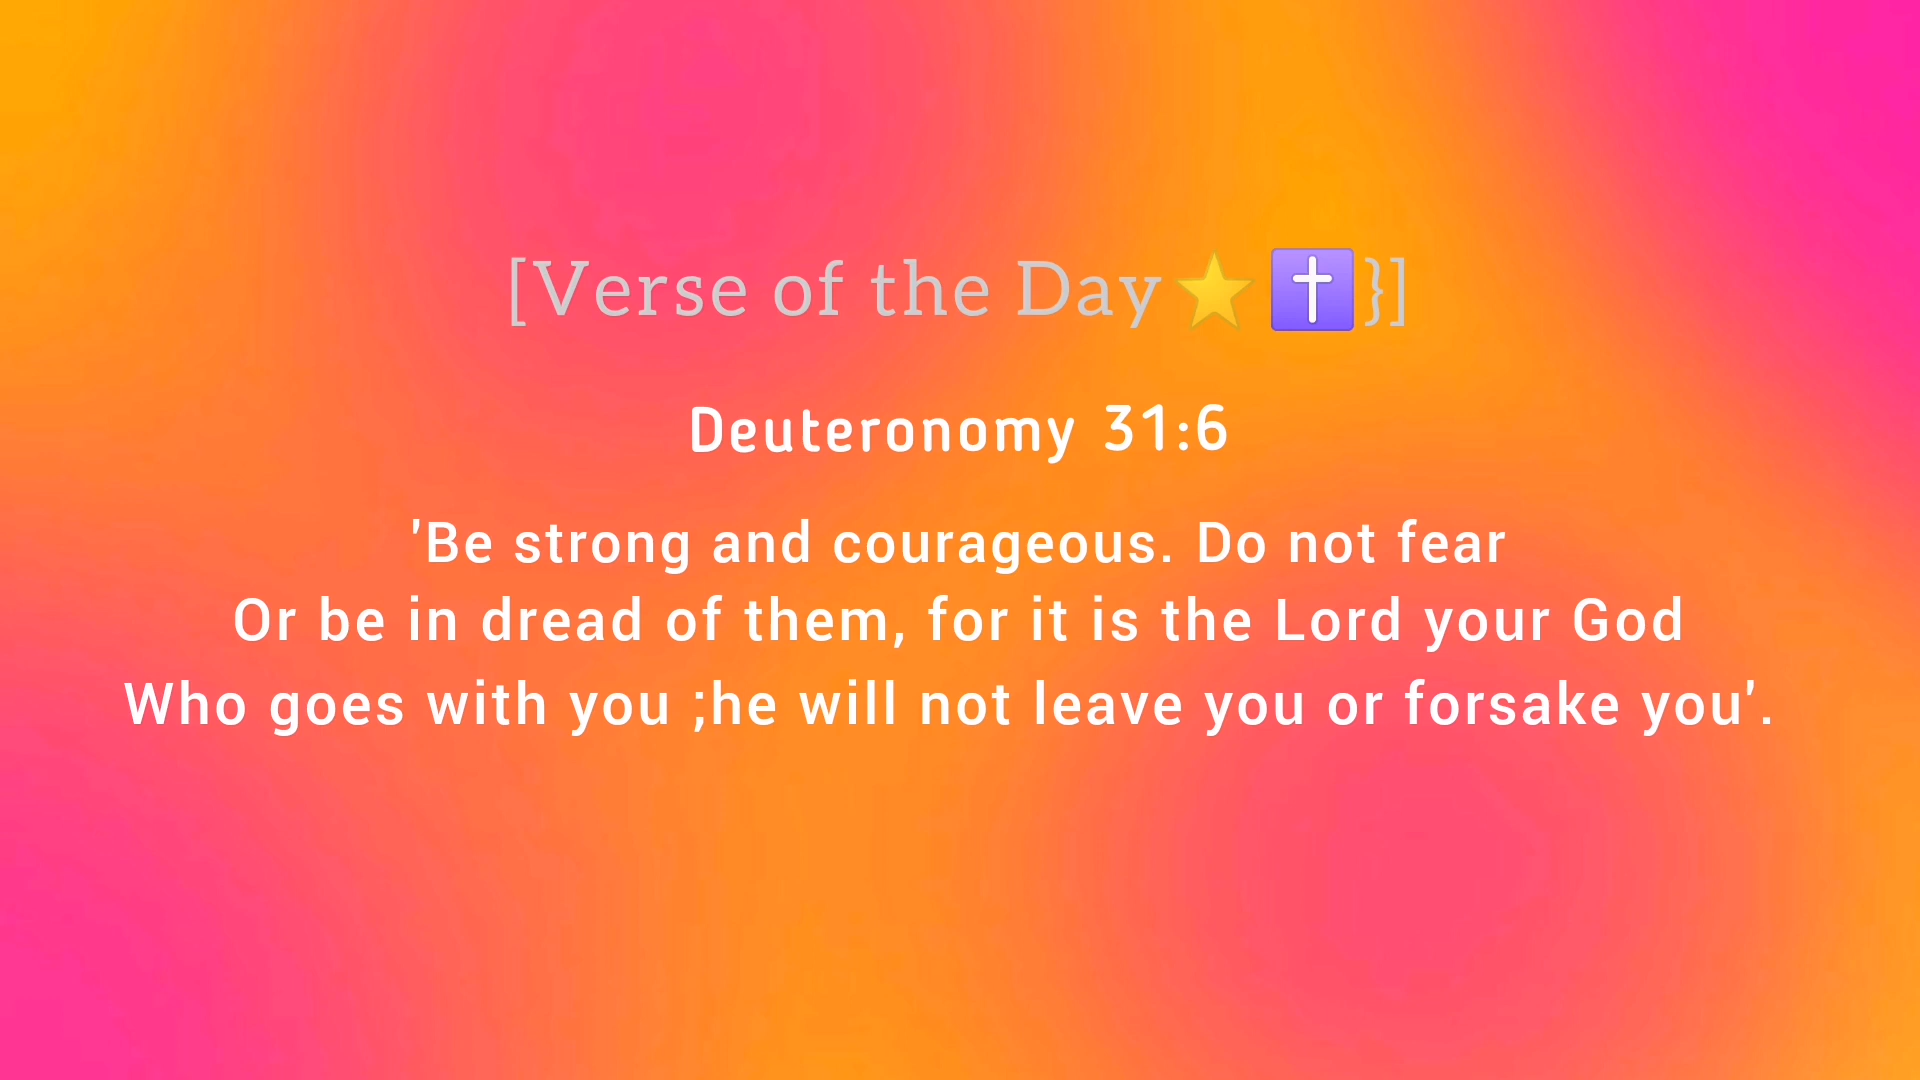 [Verse of the Day⭐✝️}]
Deuteronomy 31:6
'Be strong and courageous. Do not fear
Or be in dread of them, for it is the Lord your God
Who goes with you ;he will not leave you or forsake you'.